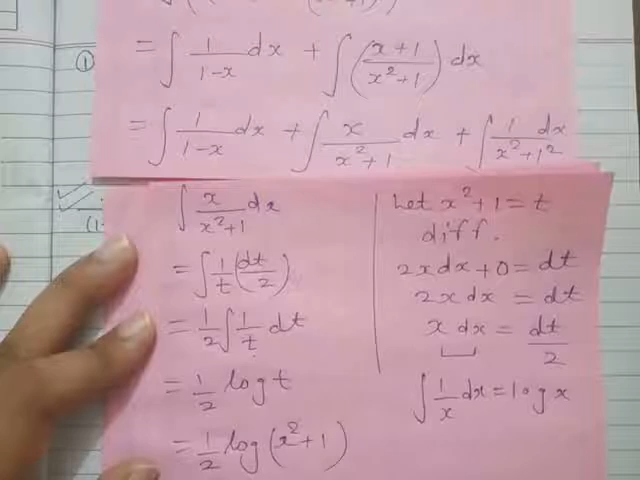 ①
= ∫ 1/(1-x) dx + ∫ ((x+1)/(x²+1)) dx
= ∫ 1/(1-x) dx + ∫ x/(x²+1) dx + ∫ 1/(x²+1²) dx
∫ x/(x²+1) dx
= ∫ 1/t (dt/2)
= 1/2 ∫ 1/t dt
= 1/2 log t
= 1/2 log(x²+1)
Let x²+1 = t
diff.
2x dx + 0 = dt
2x dx = dt
x dx = dt/2
∫ 1/x dx = log x